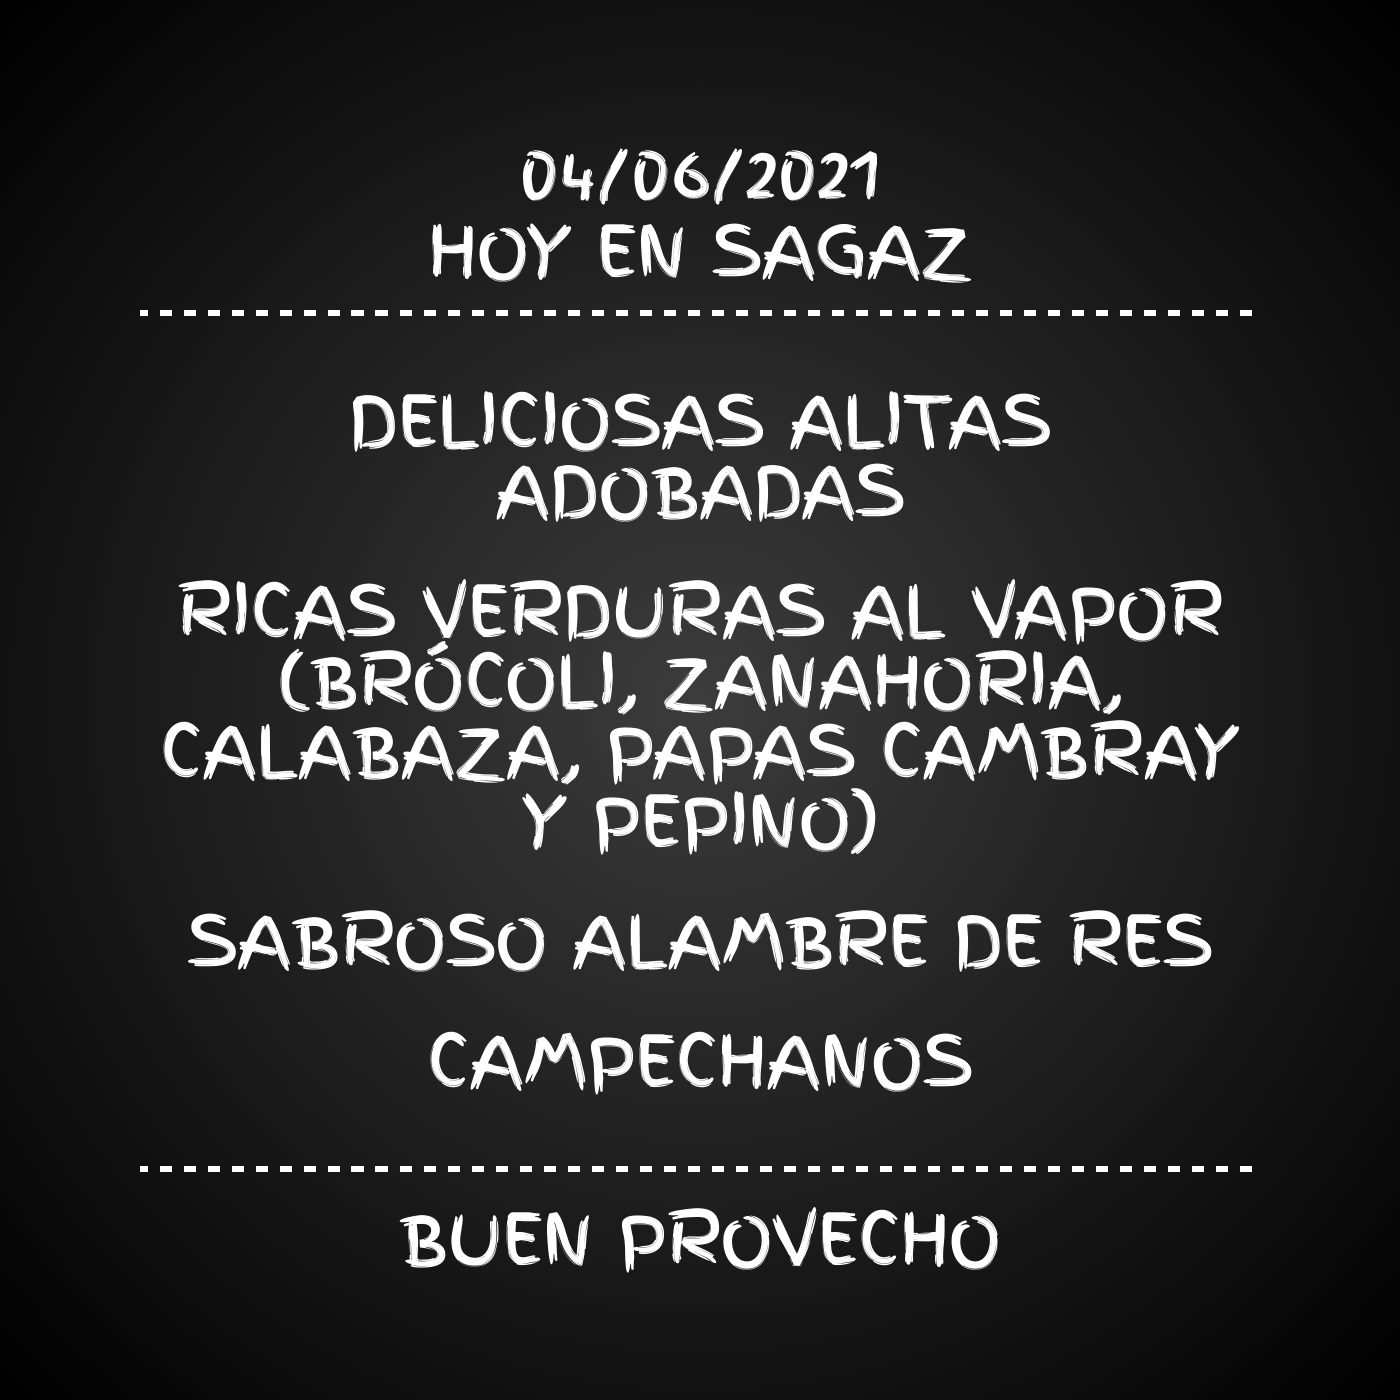 04/06/2021
HOY EN SAGAZ
DELICIOSAS ALITAS
ADOBADAS
RICAS VERDURAS AL VAPOR
(BRÓCOLI, ZANAHORIA,
CALABAZA, PAPAS CAMBRAY
Y PEPINO)
SABROSO ALAMBRE DE RES
CAMPECHANOS
BUEN PROVECHO